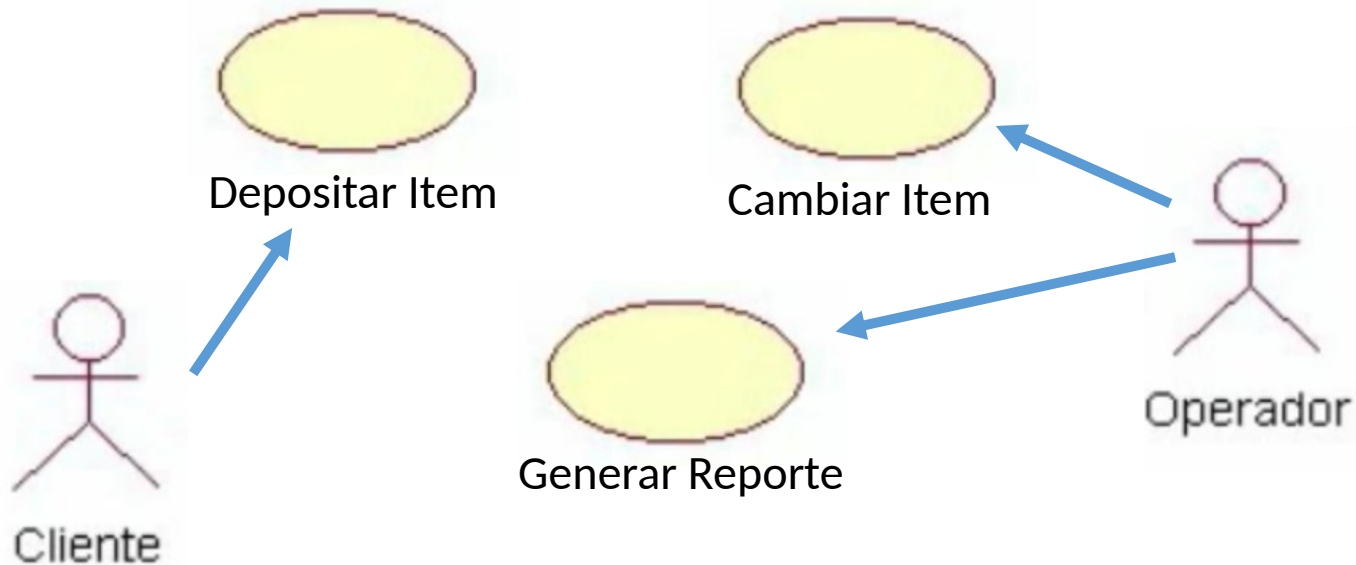 Depositar Item
Cambiar Item
Operador
Generar Reporte
Cliente